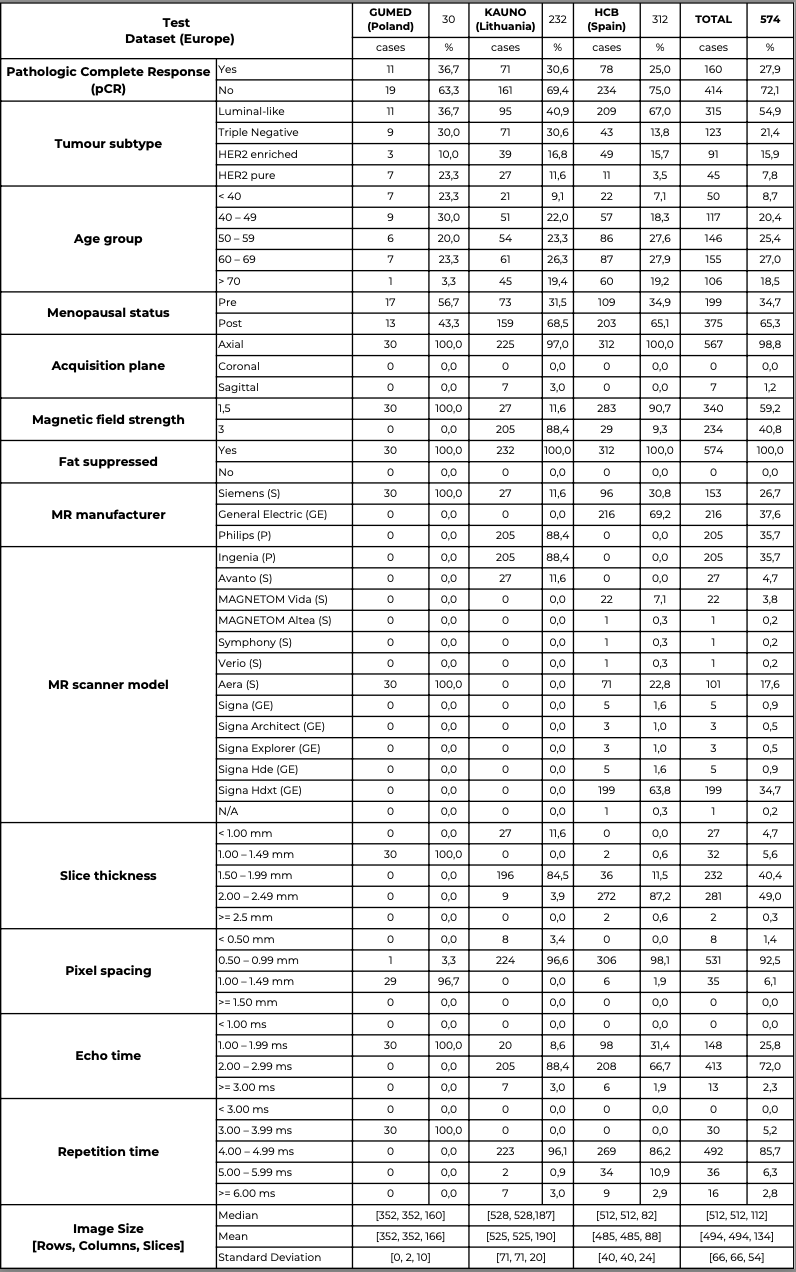 Test Dataset (Europe) GUMED (Poland) 30 KAUNO (Lithuania) 232 HCB (Spain) 312 TOTAL 574
cases % cases % cases % cases %
Pathologic Complete Response (pCR) Yes 11 36,7 71 30,6 78 25,0 160 27,9
No 19 63,3 161 69,4 234 75,0 414 72,1
Tumour subtype Luminal-like 11 36,7 95 40,9 209 67,0 315 54,9
Triple Negative 9 30,0 71 30,6 43 13,8 123 21,4
HER2 enriched 3 10,0 39 16,8 49 15,7 91 15,9
HER2 pure 7 23,3 27 11,6 11 3,5 45 7,8
Age group < 40 7 23,3 21 9,1 22 7,1 50 8,7
40 – 49 9 30,0 51 22,0 57 18,3 117 20,4
50 – 59 6 20,0 54 23,3 86 27,6 146 25,4
60 – 69 7 23,3 61 26,3 87 27,9 155 27,0
> 70 1 3,3 45 19,4 60 19,2 106 18,5
Menopausal status Pre 17 56,7 73 31,5 109 34,9 199 34,7
Post 13 43,3 159 68,5 203 65,1 375 65,3
Acquisition plane Axial 30 100,0 225 97,0 312 100,0 567 98,8
Coronal 0 0,0 0 0,0 0 0,0 0 0,0
Sagittal 0 0,0 7 3,0 0 0,0 7 1,2
Magnetic field strength 1,5 30 100,0 27 11,6 283 90,7 340 59,2
3 0 0,0 205 88,4 29 9,3 234 40,8
Fat suppressed Yes 30 100,0 232 100,0 312 100,0 574 100,0
No 0 0,0 0 0,0 0 0,0 0 0,0
MR manufacturer Siemens (S) 30 100,0 27 11,6 96 30,8 153 26,7
General Electric (GE) 0 0,0 0 0,0 216 69,2 216 37,6
Philips (P) 0 0,0 205 88,4 0 0,0 205 35,7
MR scanner model Ingenia (P) 0 0,0 205 88,4 0 0,0 205 35,7
Avanto (S) 0 0,0 27 11,6 0 0,0 27 4,7
MAGNETOM Vida (S) 0 0,0 0 0,0 22 7,1 22 3,8
MAGNETOM Altea (S) 0 0,0 0 0,0 1 0,3 1 0,2
Symphony (S) 0 0,0 0 0,0 1 0,3 1 0,2
Verio (S) 0 0,0 0 0,0 1 0,3 1 0,2
Aera (S) 30 100,0 0 0,0 71 22,8 101 17,6
Signa (GE) 0 0,0 0 0,0 5 1,6 5 0,9
Signa Architect (GE) 0 0,0 0 0,0 3 1,0 3 0,5
Signa Explorer (GE) 0 0,0 0 0,0 3 1,0 3 0,5
Signa Hde (GE) 0 0,0 0 0,0 5 1,6 5 0,9
Signa Hdxt (GE) 0 0,0 0 0,0 199 63,8 199 34,7
N/A 0 0,0 0 0,0 1 0,3 1 0,2
Slice thickness < 1.00 mm 0 0,0 27 11,6 0 0,0 27 4,7
1.00 – 1.49 mm 30 100,0 0 0,0 2 0,6 32 5,6
1.50 – 1.99 mm 0 0,0 196 84,5 36 11,5 232 40,4
2.00 – 2.49 mm 0 0,0 9 3,9 272 87,2 281 49,0
>= 2.5 mm 0 0,0 0 0,0 2 0,6 2 0,3
Pixel spacing < 0.50 mm 0 0,0 8 3,4 0 0,0 8 1,4
0.50 – 0.99 mm 1 3,3 224 96,6 306 98,1 531 92,5
1.00 – 1.49 mm 29 96,7 0 0,0 6 1,9 35 6,1
>= 1.50 mm 0 0,0 0 0,0 0 0,0 0 0,0
Echo time < 1.00 ms 0 0,0 0 0,0 0 0,0 0 0,0
1.00 – 1.99 ms 30 100,0 20 8,6 98 31,4 148 25,8
2.00 – 2.99 ms 0 0,0 205 88,4 208 66,7 413 72,0
>= 3.00 ms 0 0,0 7 3,0 6 1,9 13 2,3
Repetition time < 3.00 ms 0 0,0 0 0,0 0 0,0 0 0,0
3.00 – 3.99 ms 30 100,0 0 0,0 0 0,0 30 5,2
4.00 – 4.99 ms 0 0,0 223 96,1 269 86,2 492 85,7
5.00 – 5.99 ms 0 0,0 2 0,9 34 10,9 36 6,3
>= 6.00 ms 0 0,0 7 3,0 9 2,9 16 2,8
Image Size [Rows, Columns, Slices] Median [352, 352, 160] [528, 528,187] [512, 512, 82] [512, 512, 112]
Mean [352, 352, 166] [525, 525, 190] [485, 485, 88] [494, 494, 134]
Standard Deviation [0, 2, 10] [71, 71, 20] [40, 40, 24] [66, 66, 54]